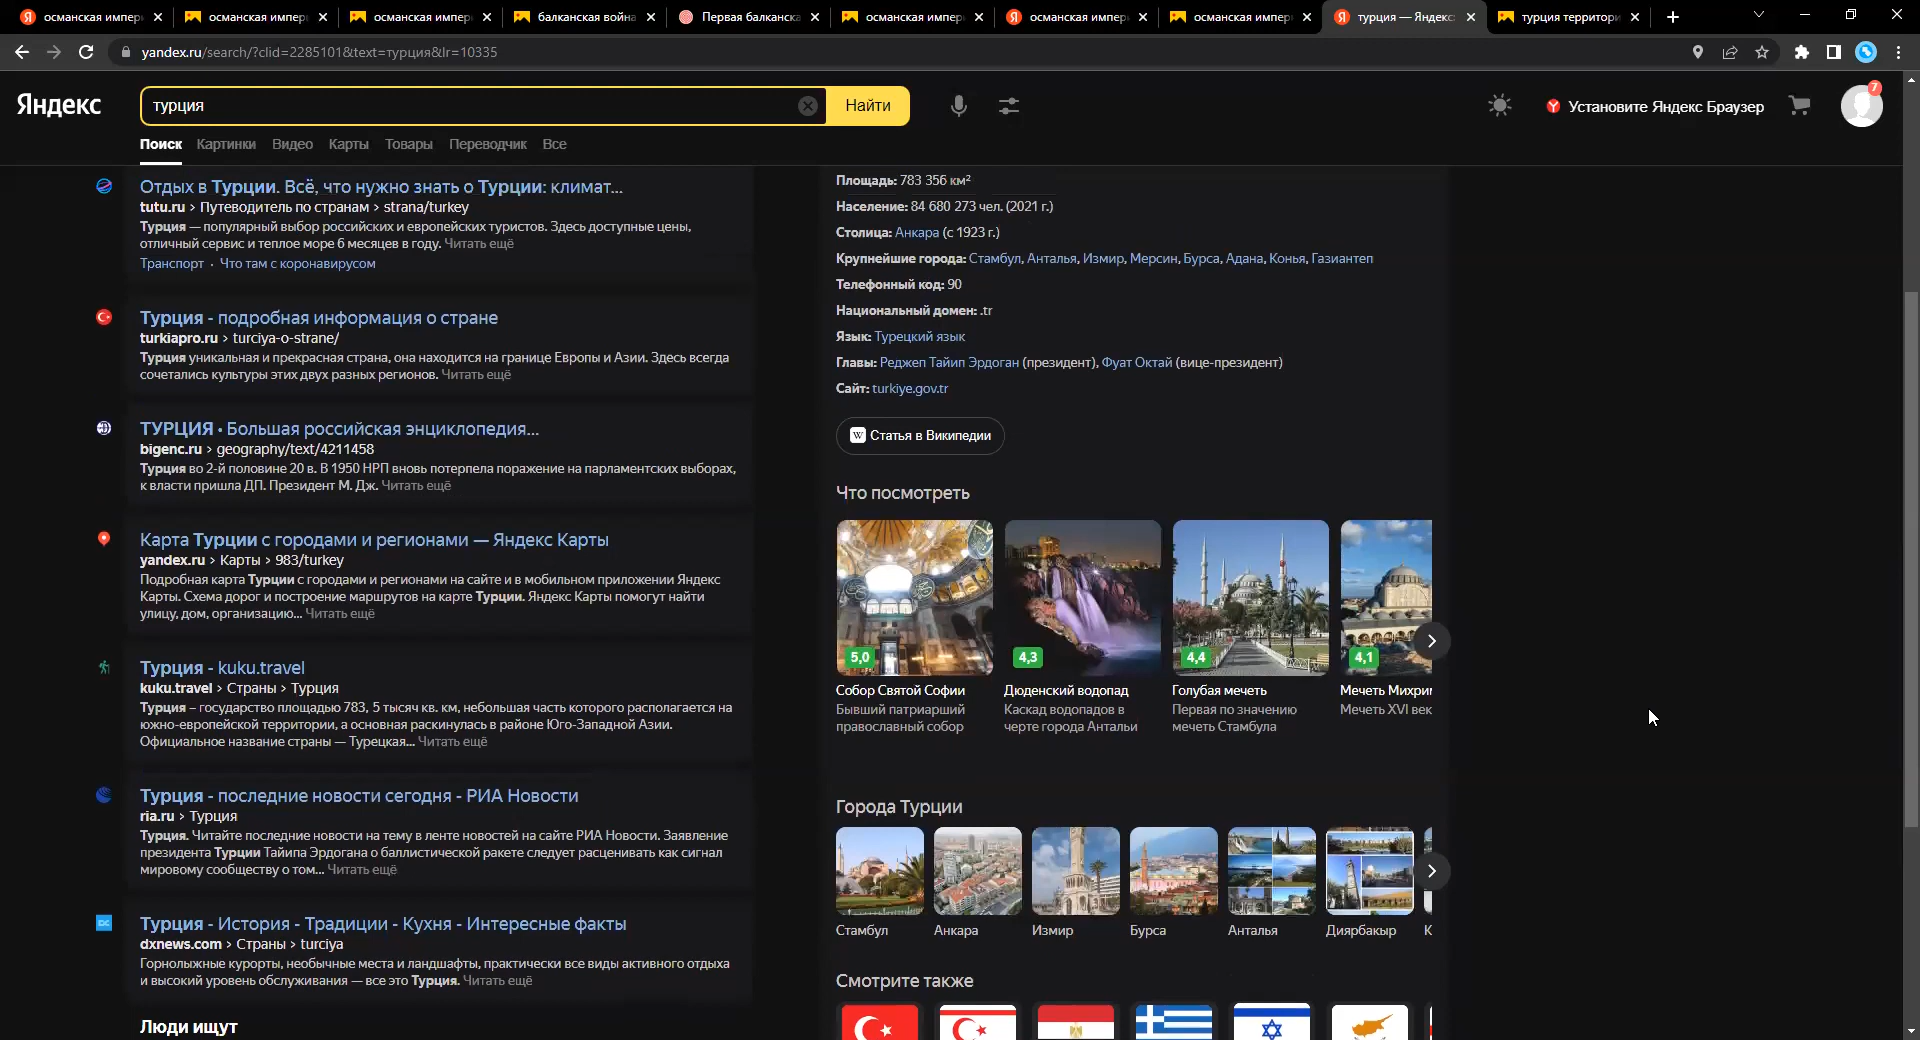 османская импер
османская импер
османская импер
балканская война
Первая балканска
османская импер
османская импер
османская импер
турция — Яндекс:
турция территори
yandex.ru/search/?clid=2285101&text=турция&lr=10335
Яндекс
турция
Найти
Установите Яндекс Браузер
7
Поиск Картинки Видео Карты Товары Переводчик Все
Отдых в Турции. Всё, что нужно знать о Турции: климат...
tutu.ru › Путеводитель по странам › strana/turkey
Турция — популярный выбор российских и европейских туристов. Здесь доступные цены,
отличный сервис и теплое море 6 месяцев в году. Читать ещё
Транспорт · Что там с коронавирусом
Турция - подробная информация о стране
turkiapro.ru › turciya-o-strane/
Турция уникальная и прекрасная страна, она находится на границе Европы и Азии. Здесь всегда
сочетались культуры этих двух разных регионов. Читать ещё
ТУРЦИЯ • Большая российская энциклопедия...
bigenc.ru › geography/text/4211458
Турция во 2-й половине 20 в. В 1950 НРП вновь потерпела поражение на парламентских выборах,
к власти пришла ДП. Президент М. Дж. Читать ещё
Карта Турции с городами и регионами — Яндекс Карты
yandex.ru › Карты › 983/turkey
Подробная карта Турции с городами и регионами на сайте и в мобильном приложении Яндекс
Карты. Схема дорог и построение маршрутов на карте Турции. Яндекс Карты помогут найти
улицу, дом, организацию... Читать ещё
Турция - kuku.travel
kuku.travel › Страны › Турция
Турция – государство площадью 783, 5 тысяч кв. км, небольшая часть которого располагается на
южно-европейской территории, а основная раскинулась в районе Юго-Западной Азии.
Официальное название страны — Турецкая... Читать ещё
Турция - последние новости сегодня - РИА Новости
ria.ru › Турция
Турция. Читайте последние новости на тему в ленте новостей на сайте РИА Новости. Заявление
президента Турции Тайипа Эрдогана о баллистической ракете следует расценивать как сигнал
мировому сообществу о том... Читать ещё
DC
Турция - История - Традиции - Кухня - Интересные факты
dxnews.com › Страны › turciya
Горнолыжные курорты, необычные места и ландшафты, практически все виды активного отдыха
и высокий уровень обслуживания — все это Турция. Читать ещё
Люди ищут
Площадь: 783 356 км²
Население: 84 680 273 чел. (2021 г.)
Столица: Анкара (с 1923 г.)
Крупнейшие города: Стамбул, Анталья, Измир, Мерсин, Бурса, Адана, Конья, Газиантеп
Телефонный код: 90
Национальный домен: .tr
Язык: Турецкий язык
Главы: Реджеп Тайип Эрдоган (президент), Фуат Октай (вице-президент)
Сайт: turkiye.gov.tr
W Статья в Википедии
Что посмотреть
5,0
4,3
4,4
4,1
Собор Святой Софии
Бывший патриарший
православный собор
Дюденский водопад
Каскад водопадов в
черте города Антальи
Голубая мечеть
Первая по значению
мечеть Стамбула
Мечеть Михрим
Мечеть XVI век
Города Турции
Стамбул
Анкара
Измир
Бурса
Анталья
Диярбакыр
К
Смотрите также